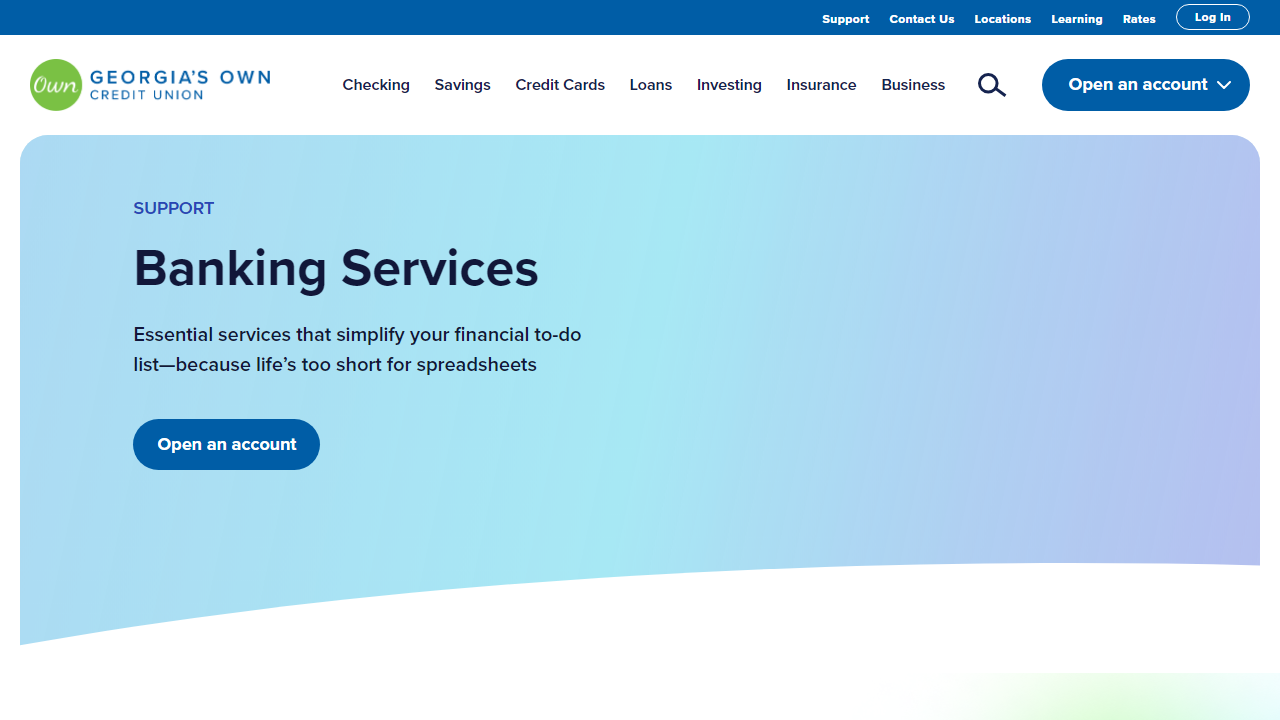 Support Contact Us Locations Learning Rates Log In
Own GEORGIA'S OWN
CREDIT UNION
Checking Savings Credit Cards Loans Investing Insurance Business Open an account
SUPPORT
Banking Services
Essential services that simplify your financial to-do
list—because life’s too short for spreadsheets
Open an account